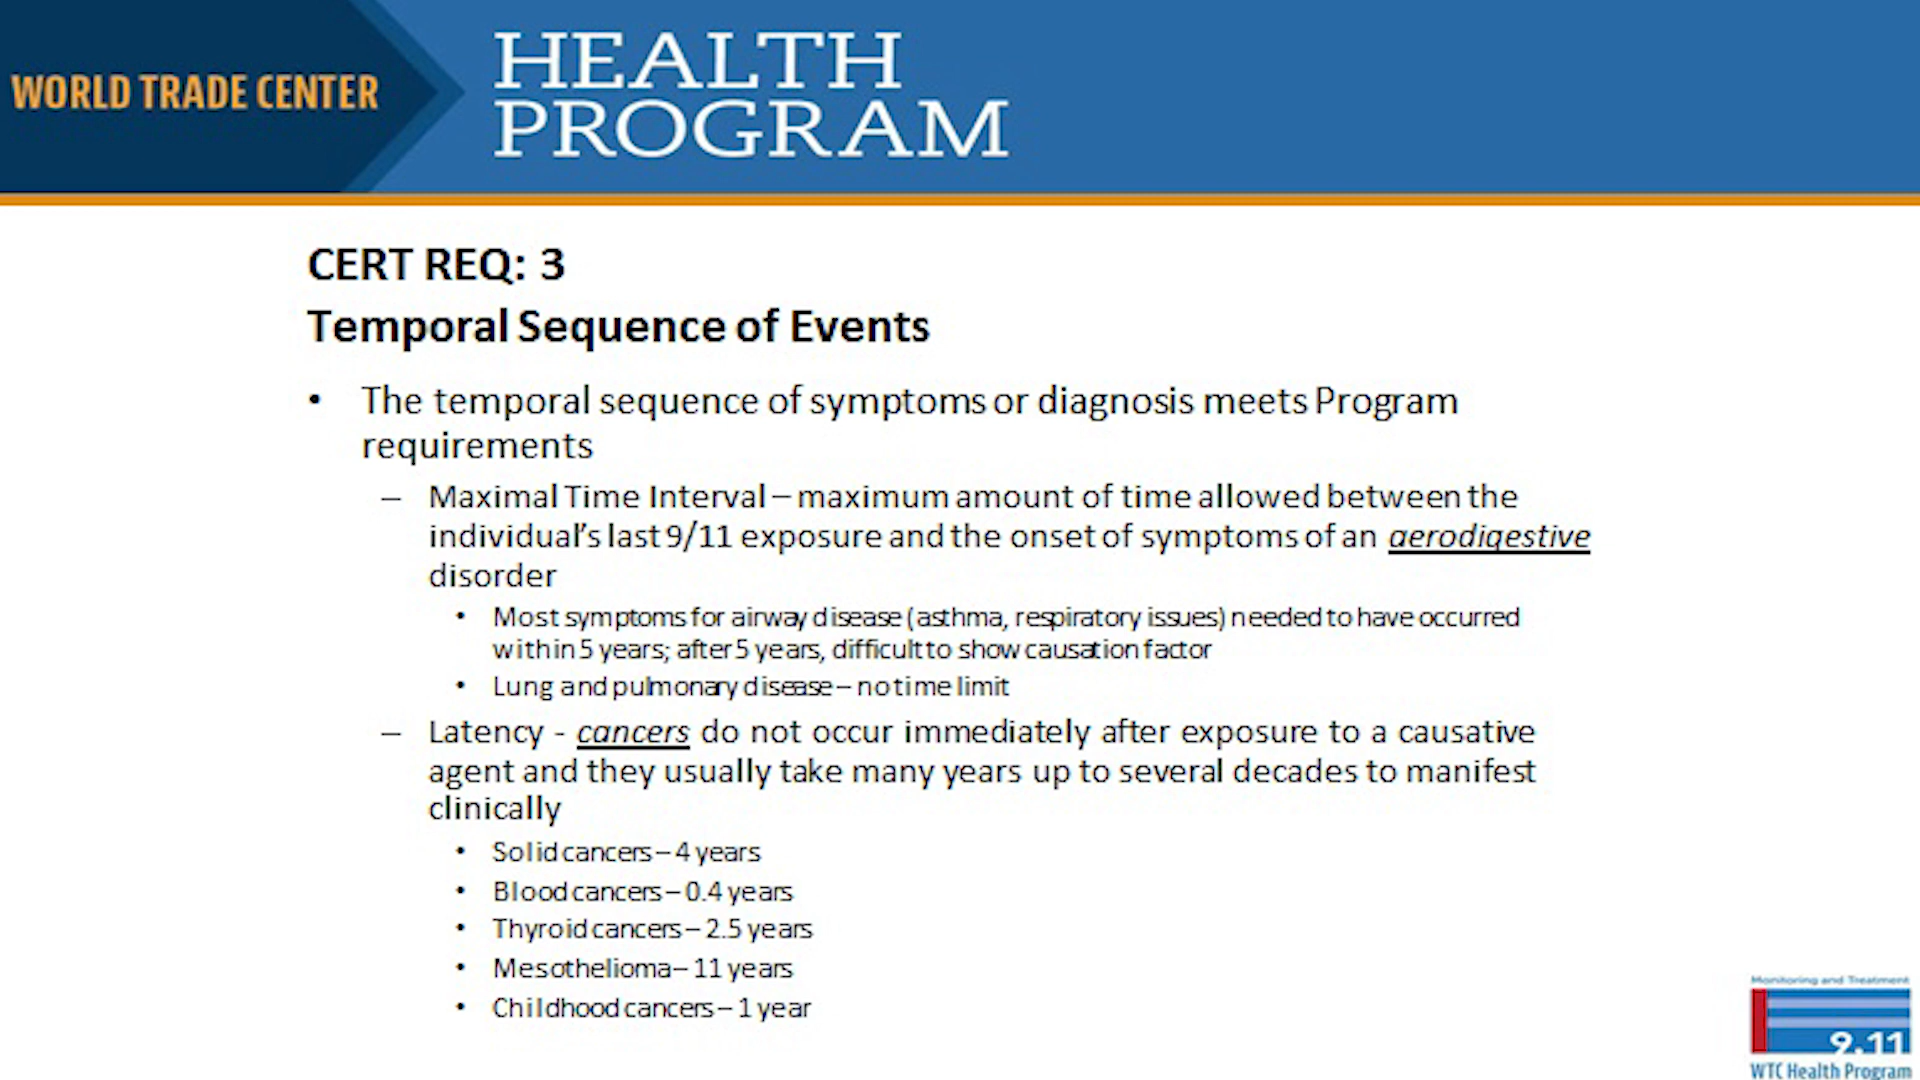 WORLD TRADE CENTER
HEALTH
PROGRAM
CERT REQ: 3
Temporal Sequence of Events
• The temporal sequence of symptoms or diagnosis meets Program
requirements
– Maximal Time Interval – maximum amount of time allowed between the
individual's last 9/11 exposure and the onset of symptoms of an aerodigestive
disorder
• Most symptoms for airway disease (asthma, respiratory issues) needed to have occurred
within 5 years; after 5 years, difficult to show causation factor
• Lung and pulmonary disease – no time limit
– Latency - cancers do not occur immediately after exposure to a causative
agent and they usually take many years up to several decades to manifest
clinically
• Solid cancers – 4 years
• Blood cancers – 0.4 years
• Thyroid cancers – 2.5 years
• Mesothelioma– 11 years
• Childhood cancers – 1 year
Monitoring and Treatment
9.11
WTC Health Program